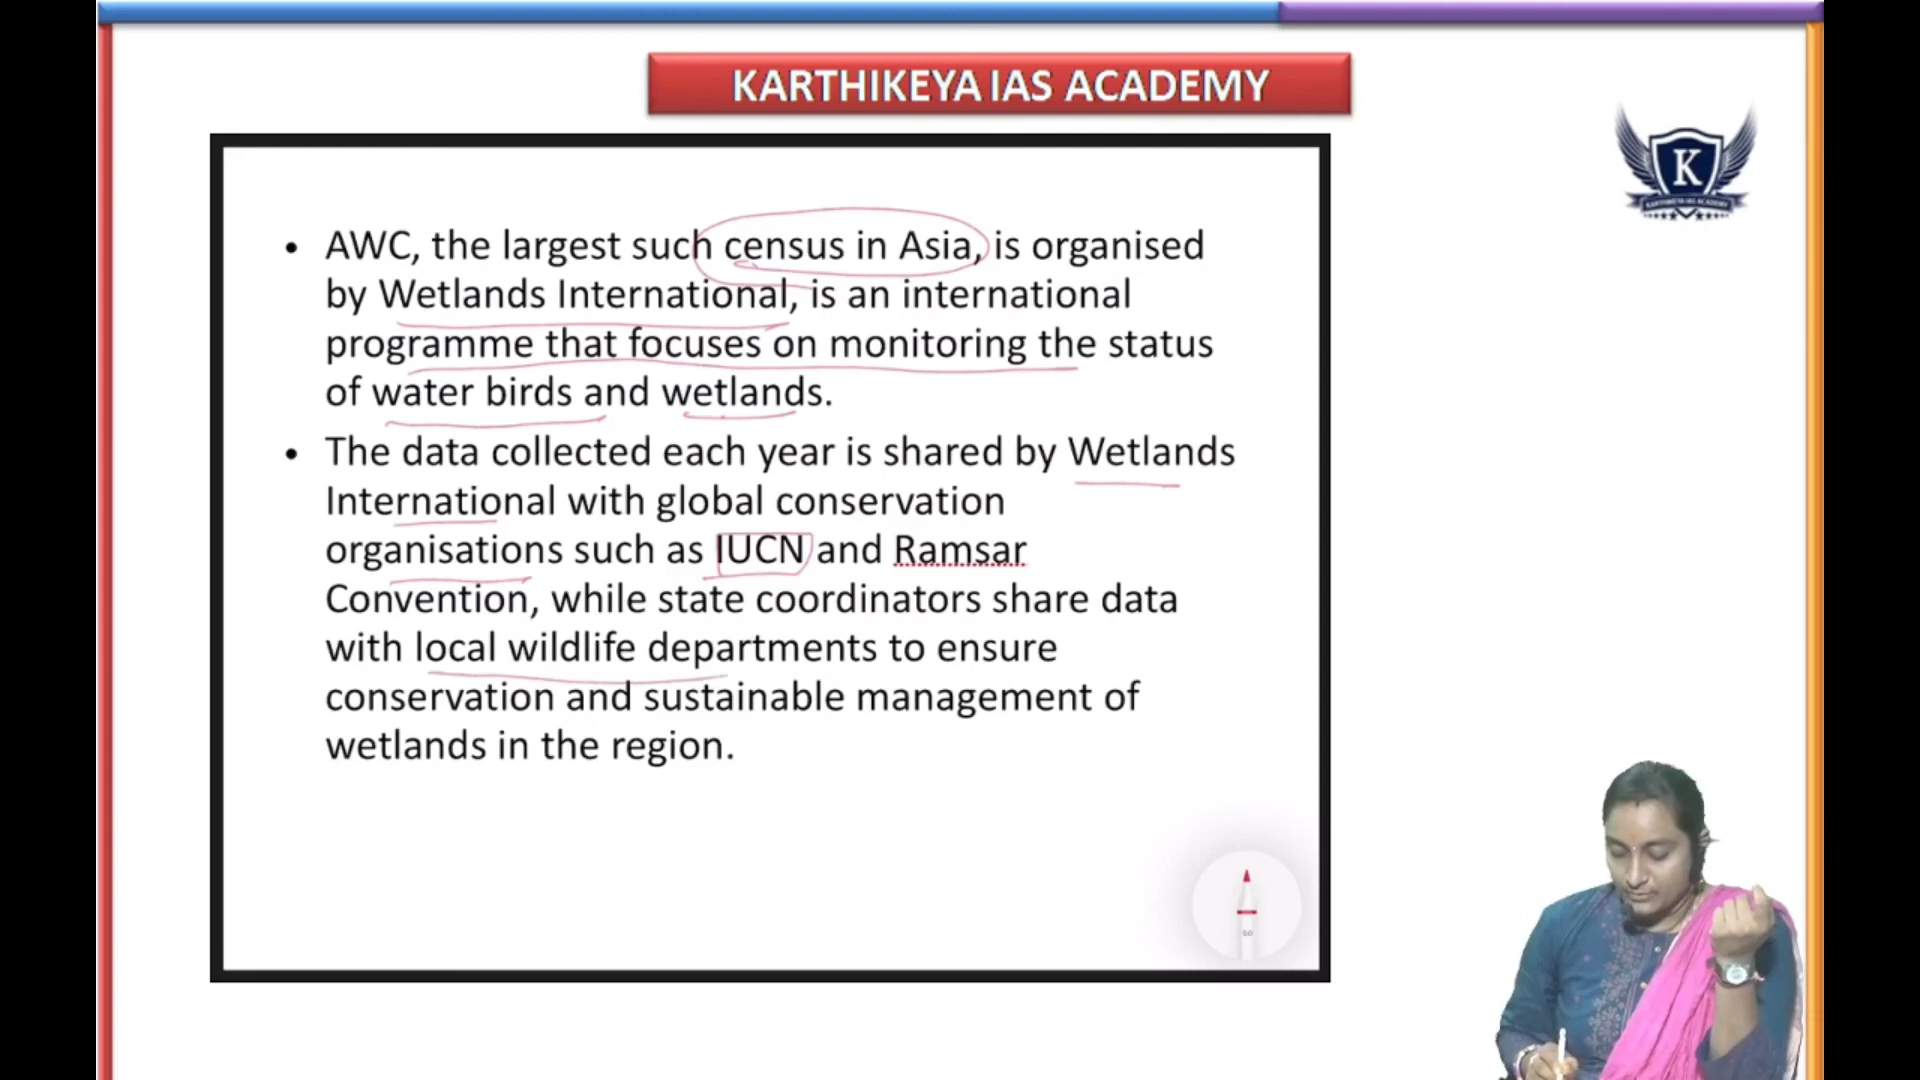 KARTHIKEYA IAS ACADEMY
K
KARTHIKEYA IAS ACADEMY
• AWC, the largest such census in Asia, is organised
by Wetlands International, is an international
programme that focuses on monitoring the status
of water birds and wetlands.
• The data collected each year is shared by Wetlands
International with global conservation
organisations such as IUCN and Ramsar
Convention, while state coordinators share data
with local wildlife departments to ensure
conservation and sustainable management of
wetlands in the region.